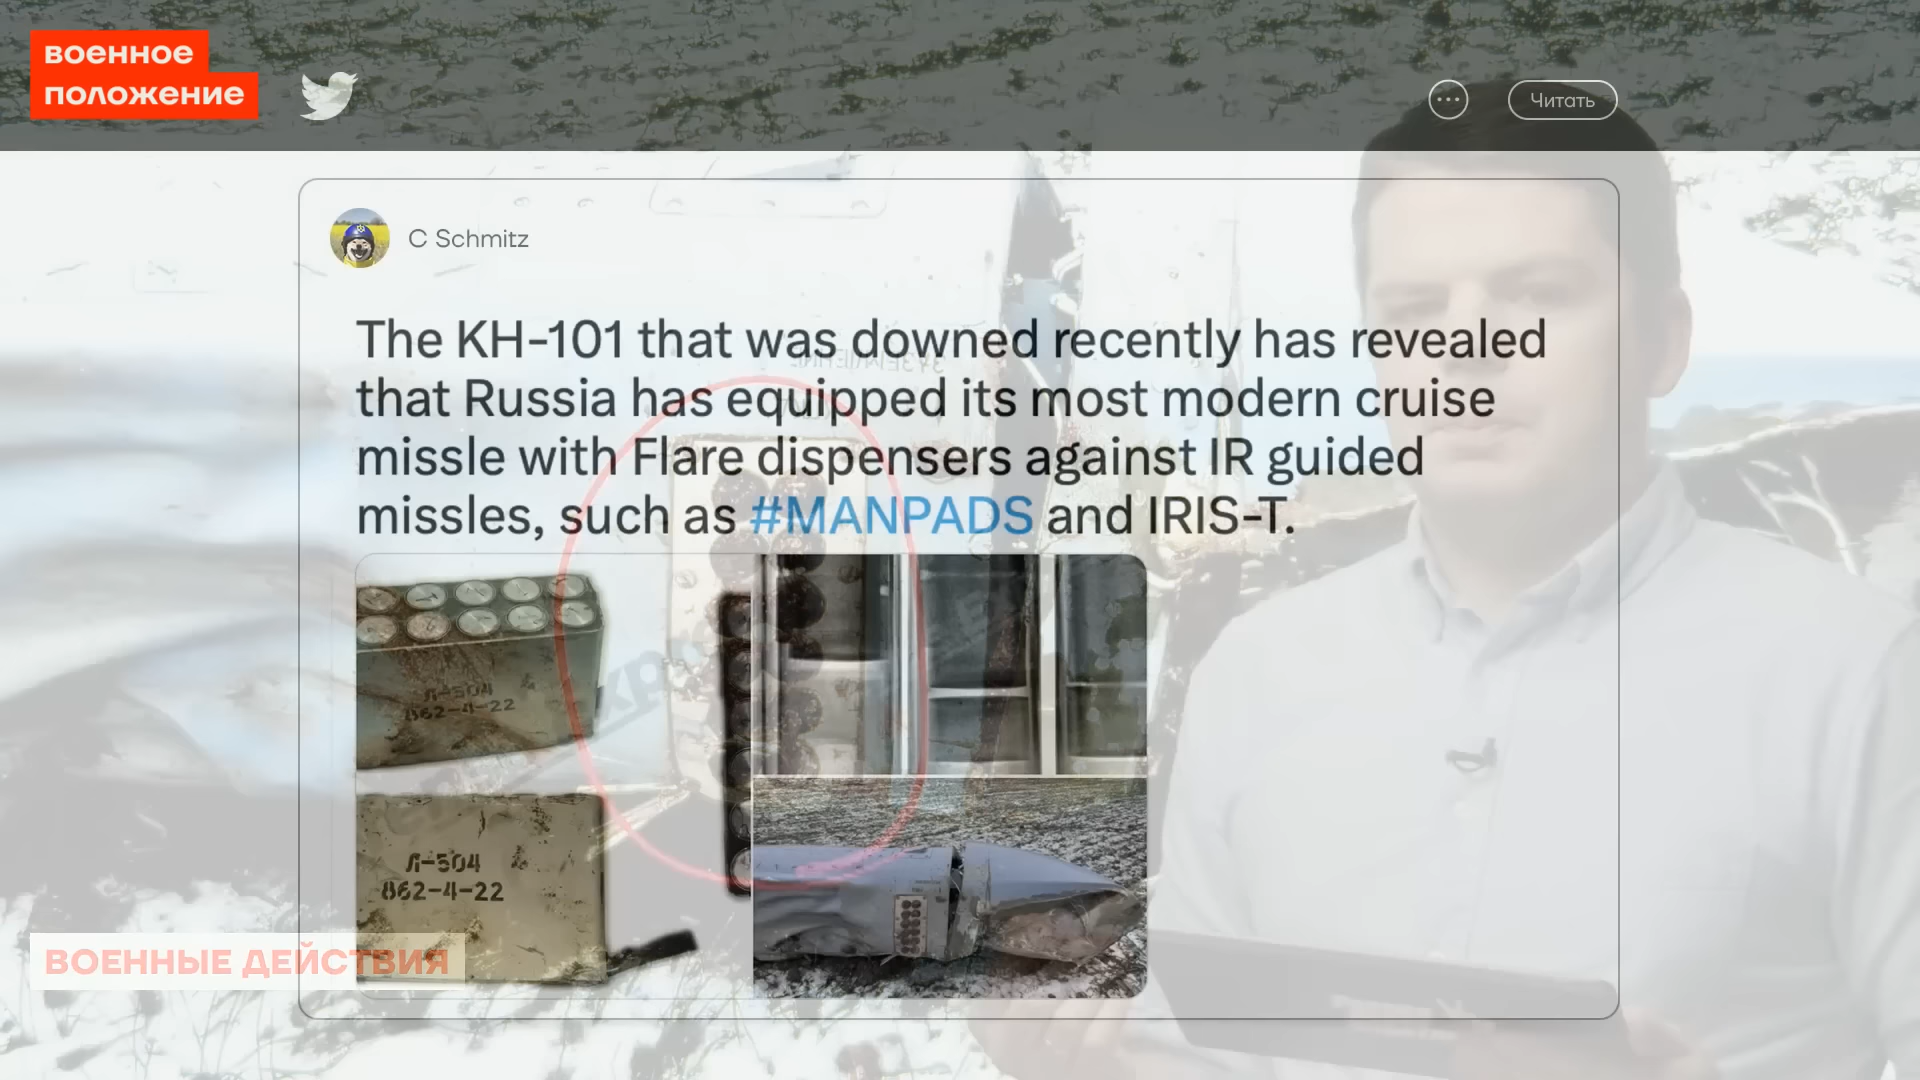 военное
положение
Читать
C Schmitz
The KH-101 that was downed recently has revealed
that Russia has equipped its most modern cruise
missle with Flare dispensers against IR guided
missles, such as #MANPADS and IRIS-T.
Л-504
862-4-22
Л-504
862-4-22
ВОЕННЫЕ ДЕЙСТВИЯ